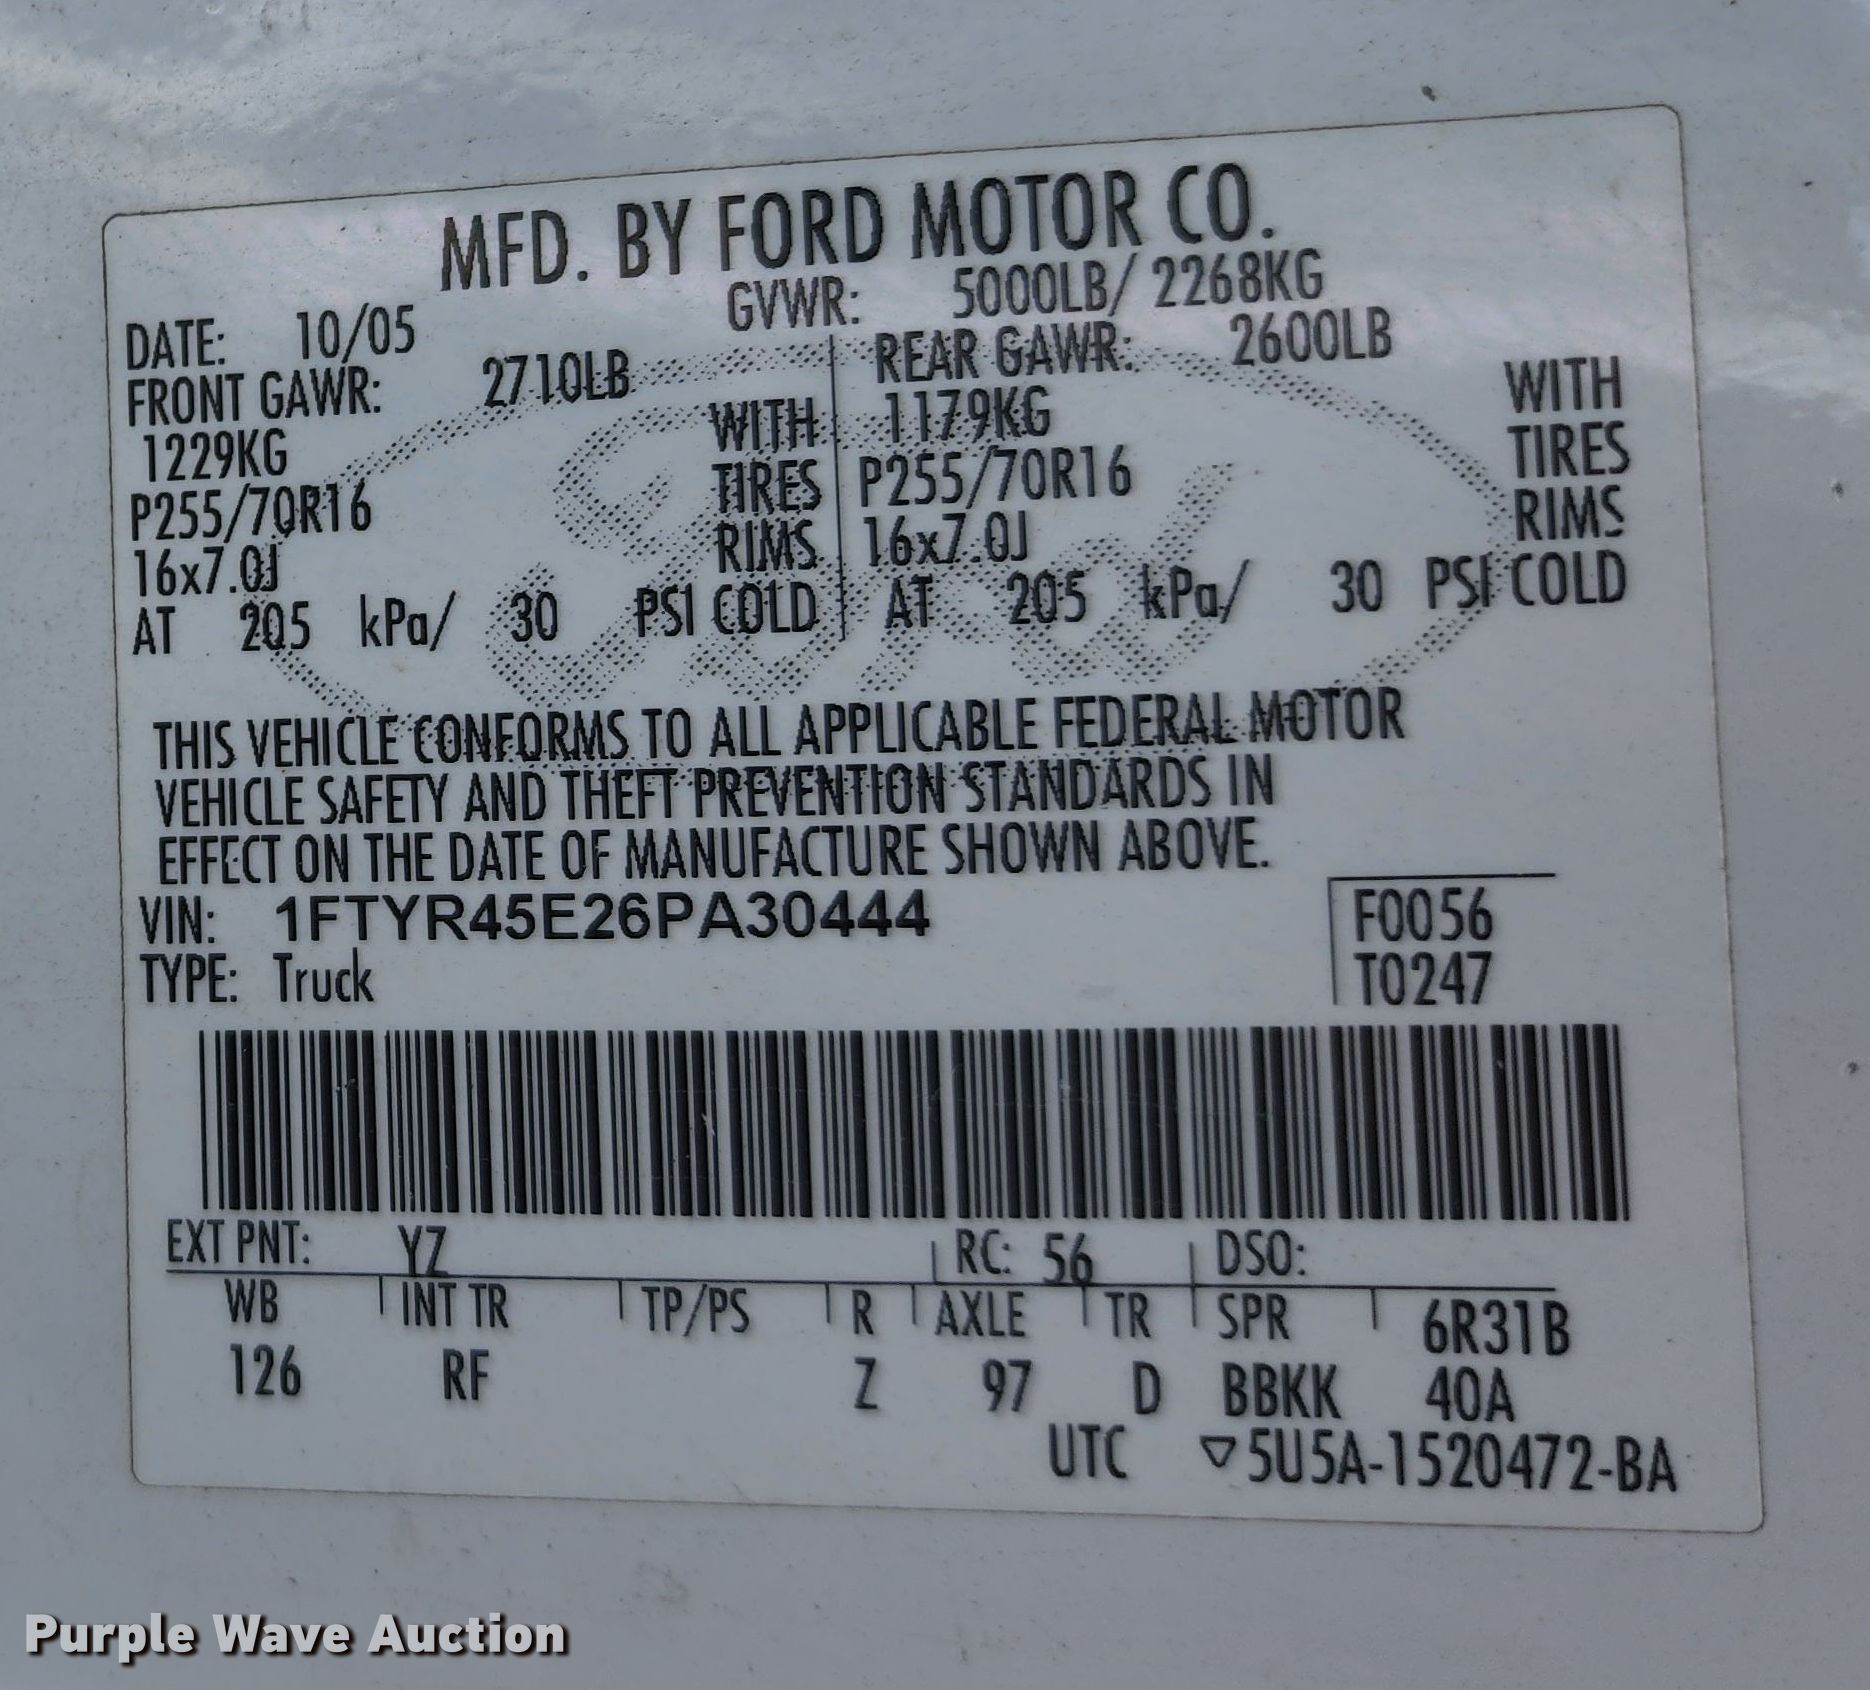 MFD. BY FORD MOTOR CO.
DATE: 10/05 GVWR: 5000LB/ 2268KG
FRONT GAWR: 2710LB REAR GAWR: 2600LB
1229KG WITH 1179KG WITH
P255/70R16 TIRES P255/70R16 TIRES
16x7.0J RIMS 16x7.0J RIMS
AT 205 kPa/ 30 PSI COLD AT 205 kPa/ 30 PSI COLD
Ford
THIS VEHICLE CONFORMS TO ALL APPLICABLE FEDERAL MOTOR
VEHICLE SAFETY AND THEFT PREVENTION STANDARDS IN
EFFECT ON THE DATE OF MANUFACTURE SHOWN ABOVE.
VIN: 1FTYR45E26PA30444 F0056
TYPE: Truck T0247
EXT PNT: YZ RC: 56 DSO:
WB INT TR TP/PS R AXLE TR SPR 6R31B
126 RF Z 97 D BBKK 40A
UTC ▽5U5A-1520472-BA
Purple Wave Auction